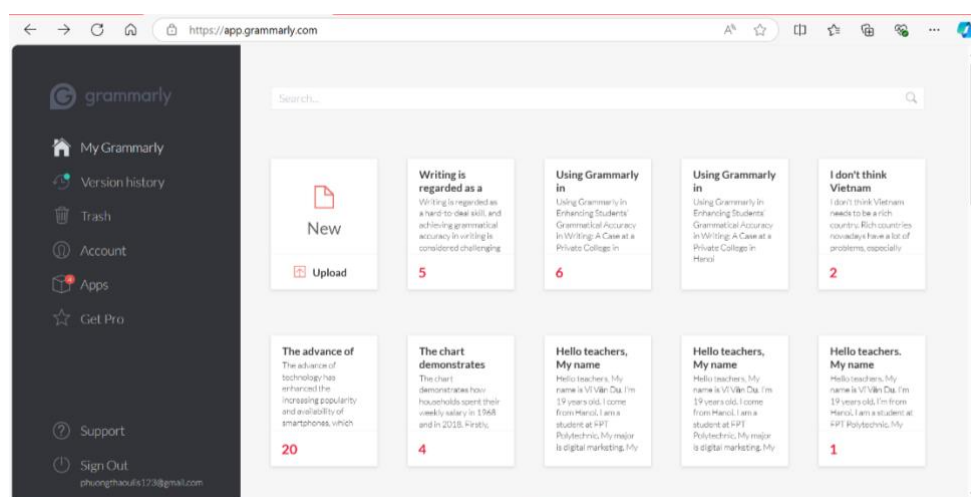 https://app.grammarly.com
grammarly
My Grammarly
Version history
Trash
Account
Apps
Get Pro
Support
Sign Out
phuongthaoulis123@gmail.com
Search...
New
Upload
Writing is
regarded as a
Writing is regarded as
a hard-to-deal skill, and
achieving grammatical
accuracy in writing is
considered challenging
5
Using Grammarly
in
Using Grammarly in
Enhancing Students'
Grammatical Accuracy
in Writing: A Case at a
Private College in
6
Using Grammarly
in
Using Grammarly in
Enhancing Students'
Grammatical Accuracy
in Writing: A Case at a
Private College in
Hanoi
I don't think
Vietnam
I don't think Vietnam
needs to be a rich
country. Rich countries
nowadays have a lot of
problems, especially
2
The advance of
The advance of
technology has
enhanced the
increasing popularity
and availability of
smartphones, which
20
The chart
demonstrates
The chart
demonstrates how
households spent their
weekly salary in 1968
and in 2018. Firstly,
4
Hello teachers,
My name
Hello teachers, My
name is Vi Văn Du. I'm
19 years old. I come
from Hanoi. I am a
student at FPT
Polytechnic. My major
is digital marketing. My
Hello teachers,
My name
Hello teachers, My
name is Vi Văn Du. I'm
19 years old. I come
from Hanoi. I am a
student at FPT
Polytechnic. My major
is digital marketing. My
Hello teachers.
My name
Hello teachers. My
name is Vi Văn Du. I'm
19 years old. I'm from
Hanoi. I am a student at
FPT Polytechnic. My
1